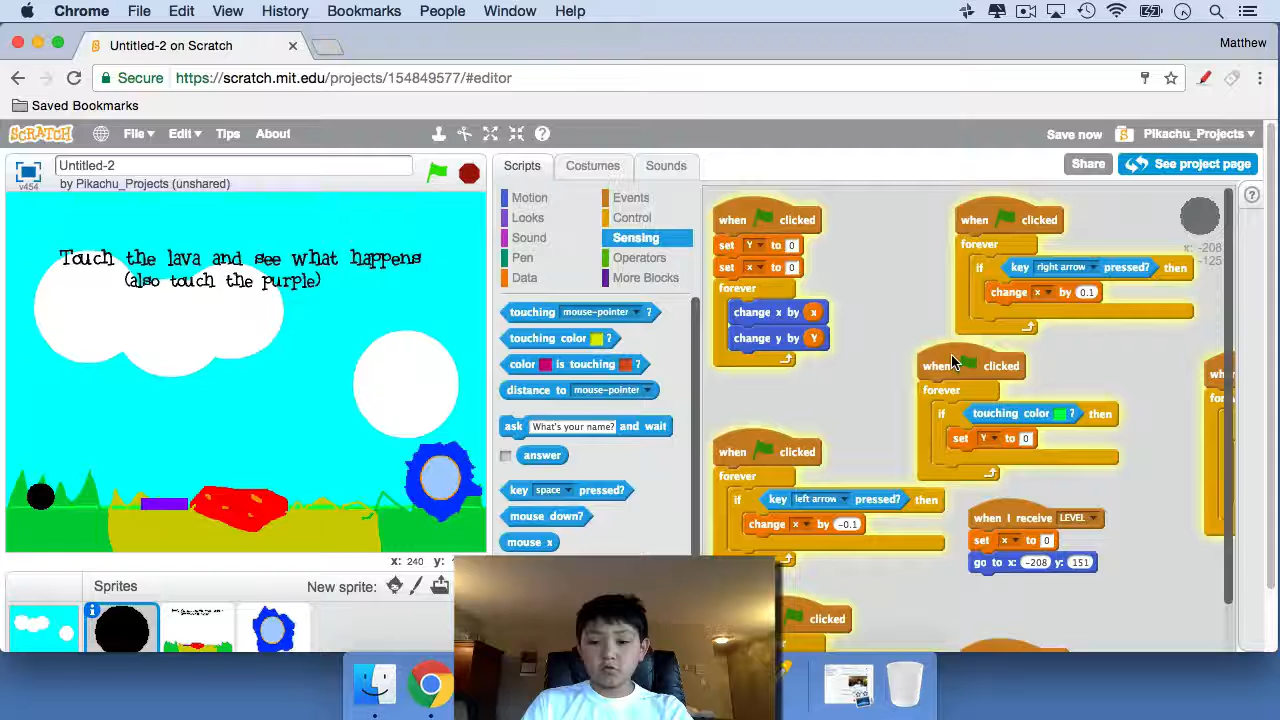 Chrome File Edit View History Bookmarks People Window Help
Untitled-2 on Scratch
Matthew
Secure https://scratch.mit.edu/projects/154849577/#editor
Saved Bookmarks
SCRATCH File Edit Tips About Save now Pikachu_Projects
Untitled-2
by Pikachu_Projects (unshared)
v454
Scripts Costumes Sounds
Share See project page
Motion Events
Looks Control
Sound Sensing
Pen Operators
Data More Blocks
touching mouse-pointer ?
touching color ?
color is touching ?
distance to mouse-pointer
ask What's your name? and wait
answer
key space pressed?
mouse down?
mouse x
Touch the lava and see what happens
(also touch the purple)
x: 240 y:
Sprites New sprite:
when clicked
set Y to 0
set x to 0
forever
change x by x
change y by Y
when clicked
forever
if key right arrow pressed? then
change x by 0.1
x: -208
-125
when clicked
forever
if touching color ? then
set Y to 0
when clicked
forever
if key left arrow pressed? then
change x by -0.1
when I receive LEVEL
set x to 0
go to x: -208 y: 151
clicked